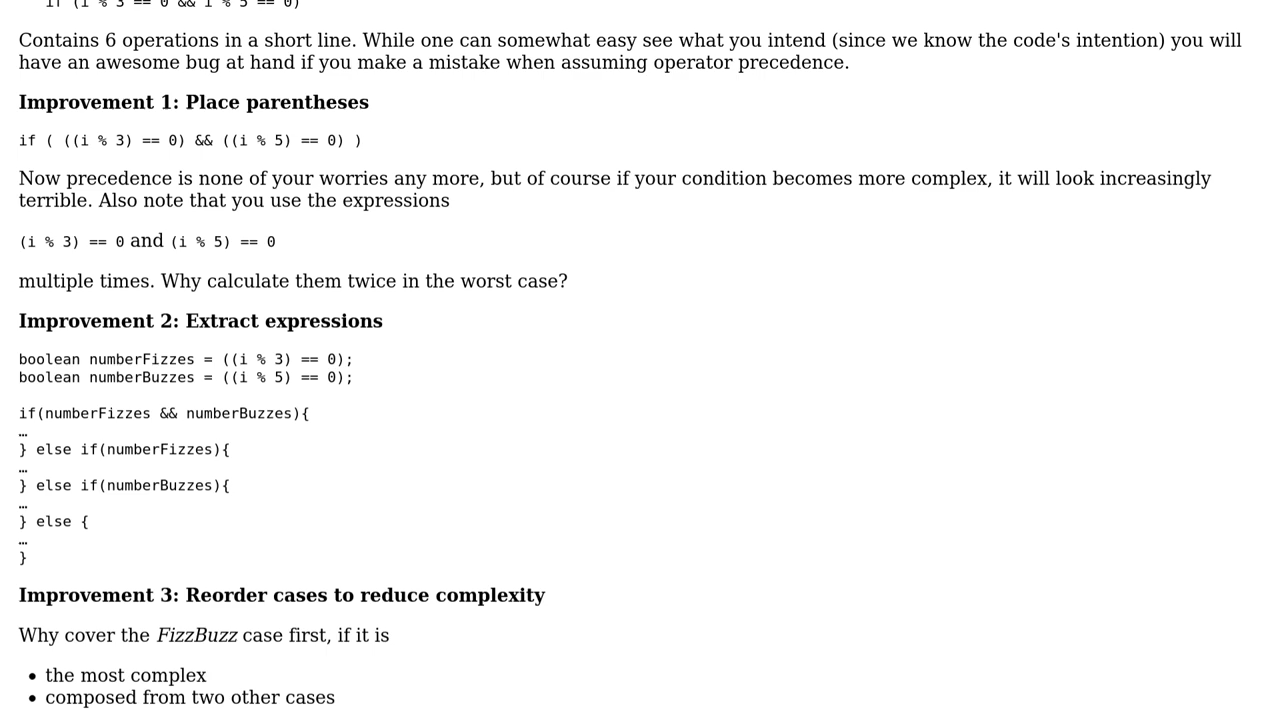 if (i % 3 == 0 && i % 5 == 0)
Contains 6 operations in a short line. While one can somewhat easy see what you intend (since we know the code's intention) you will
have an awesome bug at hand if you make a mistake when assuming operator precedence.
Improvement 1: Place parentheses
if ( ((i % 3) == 0) && ((i % 5) == 0) )
Now precedence is none of your worries any more, but of course if your condition becomes more complex, it will look increasingly
terrible. Also note that you use the expressions
(i % 3) == 0 and (i % 5) == 0
multiple times. Why calculate them twice in the worst case?
Improvement 2: Extract expressions
boolean numberFizzes = ((i % 3) == 0);
boolean numberBuzzes = ((i % 5) == 0);
if(numberFizzes && numberBuzzes){
…
} else if(numberFizzes){
…
} else if(numberBuzzes){
…
} else {
…
}
Improvement 3: Reorder cases to reduce complexity
Why cover the FizzBuzz case first, if it is
• the most complex
• composed from two other cases